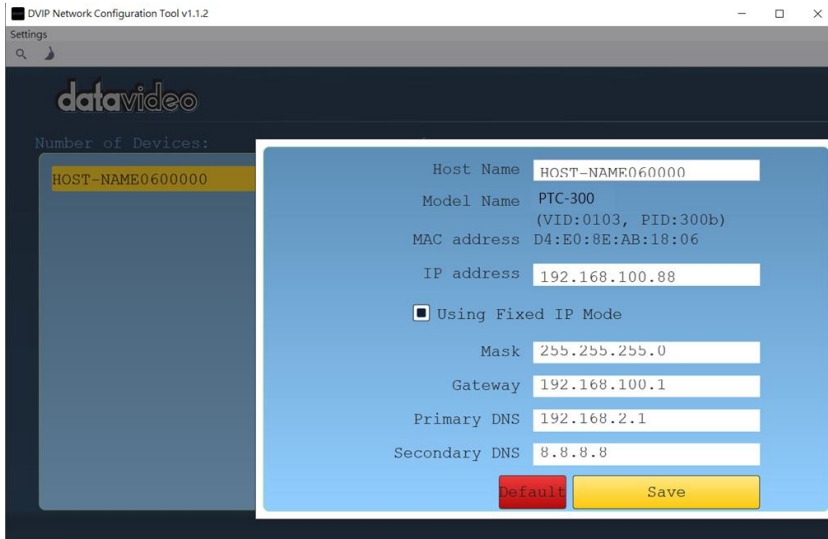 DVIP Network Configuration Tool v1.1.2
Settings
datavideo
Number of Devices:
HOST-NAME0600000
Host Name HOST-NAME060000
Model Name PTC-300
(VID:0103, PID:300b)
MAC address D4:E0:8E:AB:18:06
IP address 192.168.100.88
Using Fixed IP Mode
Mask 255.255.255.0
Gateway 192.168.100.1
Primary DNS 192.168.2.1
Secondary DNS 8.8.8.8
Default Save